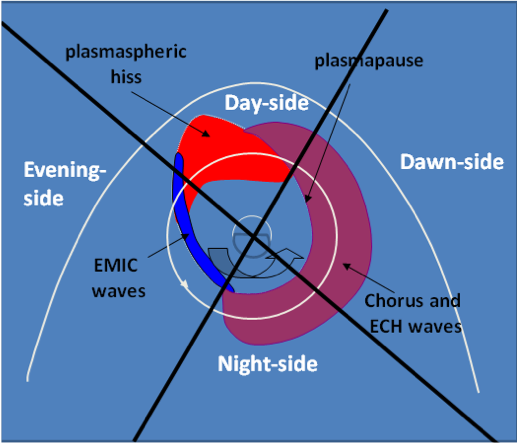 plasmaspheric
hiss
plasmapause
Day-side
Evening-
side
Dawn-side
EMIC
waves
Chorus and
ECH waves
Night-side